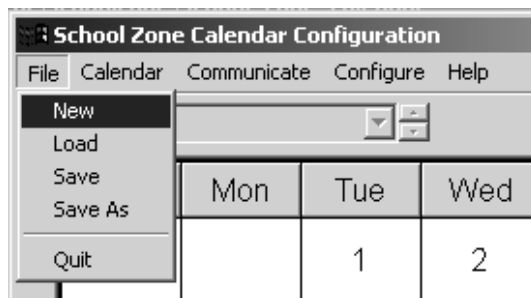 School Zone Calendar Configuration
File Calendar Communicate Configure Help
New
Load
Save
Save As
Quit
Mon Tue Wed
1 2